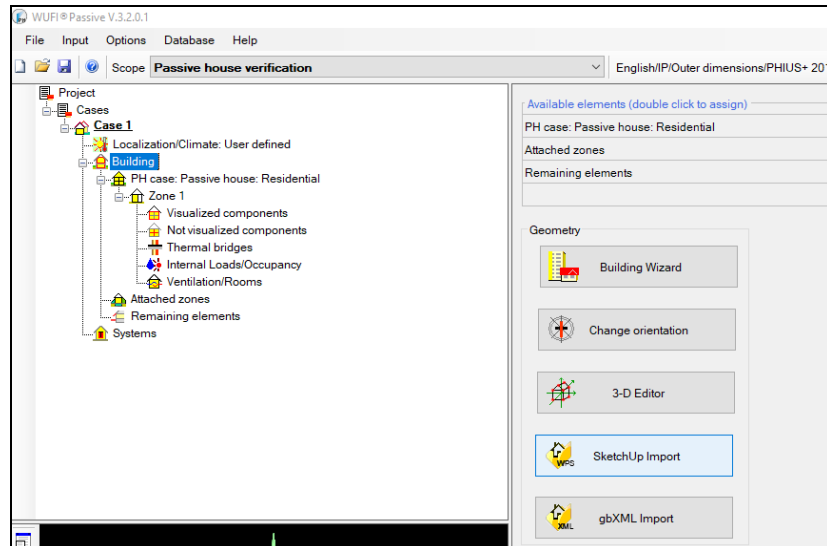 WUFI® Passive V.3.2.0.1
File Input Options Database Help
Scope Passive house verification English/IP/Outer dimensions/PHIUS+ 201
Project
Cases
Case 1
Localization/Climate: User defined
Building
PH case: Passive house: Residential
Zone 1
Visualized components
Not visualized components
Thermal bridges
Internal Loads/Occupancy
Ventilation/Rooms
Attached zones
Remaining elements
Systems
Available elements (double click to assign)
PH case: Passive house: Residential
Attached zones
Remaining elements
Geometry
Building Wizard
Change orientation
3-D Editor
WPS
SketchUp Import
XML
gbXML Import